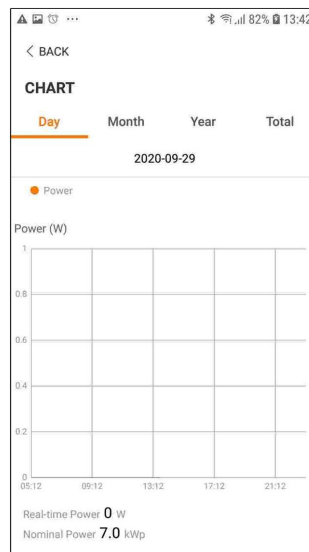 82% 13:42
< BACK
CHART
Day Month Year Total
2020-09-29
Power
Power (W)
1
0.8
0.6
0.4
0.2
0
05:12 09:12 13:12 17:12 21:12
Real-time Power 0 W
Nominal Power 7.0 kWp